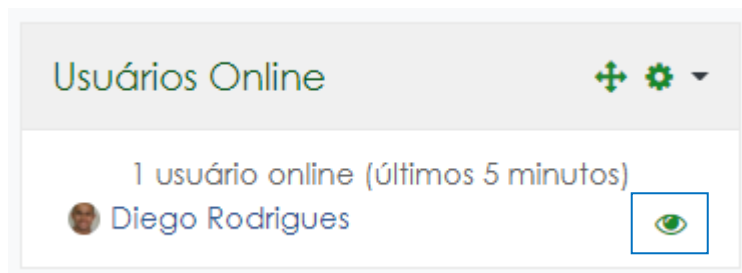 Usuários Online
1 usuário online (últimos 5 minutos)
Diego Rodrigues